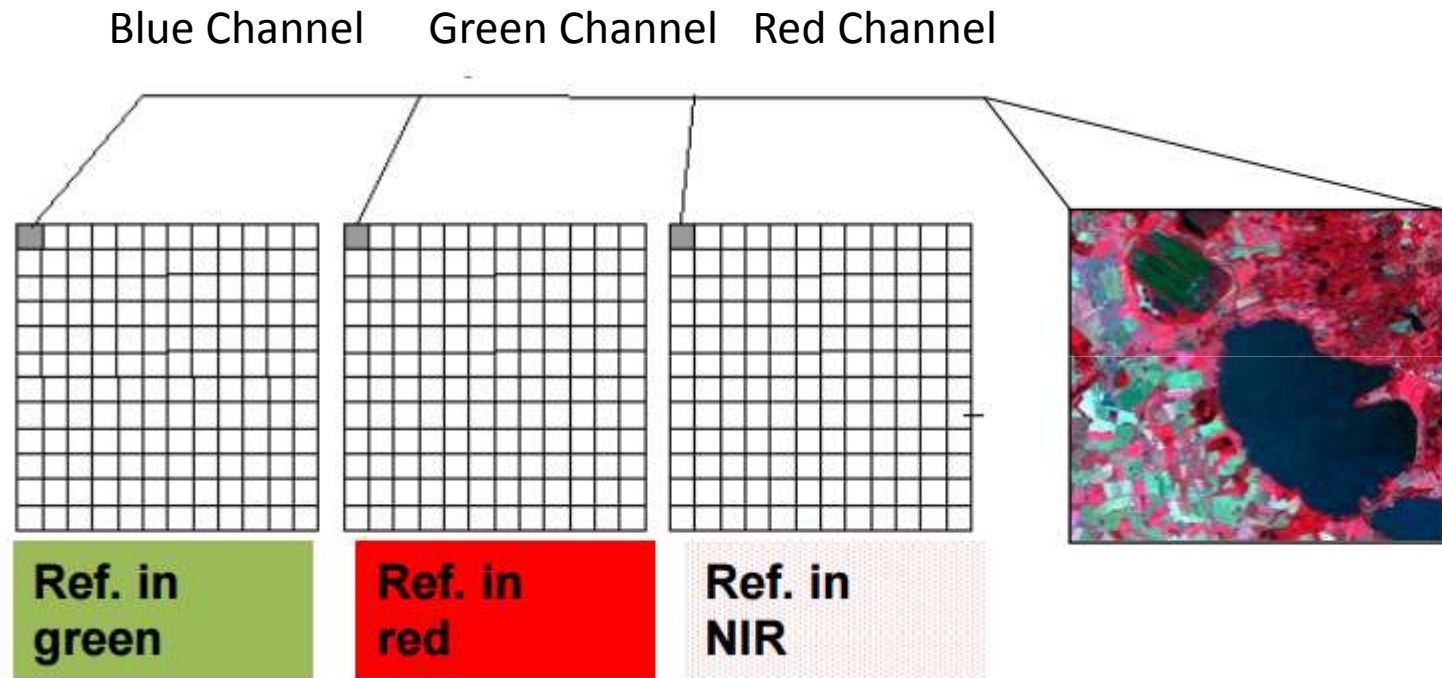 Blue Channel Green Channel Red Channel
Ref. in Ref. in Ref. in
green red NIR